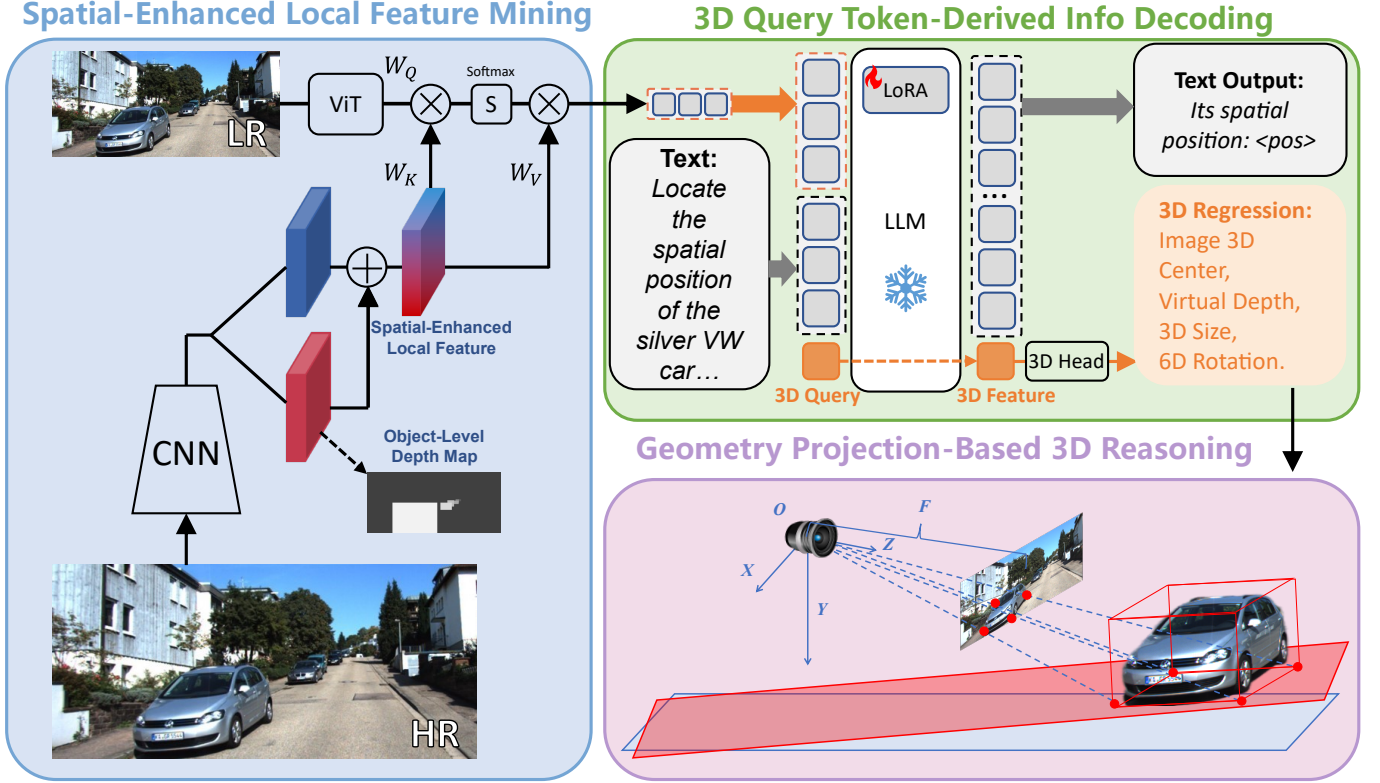 Spatial-Enhanced Local Feature Mining
LR
ViT
W_Q
Softmax
S
W_K
W_V
Spatial-Enhanced
Local Feature
CNN
Object-Level
Depth Map
HR
3D Query Token-Derived Info Decoding
Text:
Locate
the
spatial
position
of the
silver VW
car…
LoRA
LLM
...
3D Query
3D Feature
3D Head
Text Output:
Its spatial
position: <pos>
3D Regression:
Image 3D
Center,
Virtual Depth,
3D Size,
6D Rotation.
Geometry Projection-Based 3D Reasoning
O
F
Z
X
Y